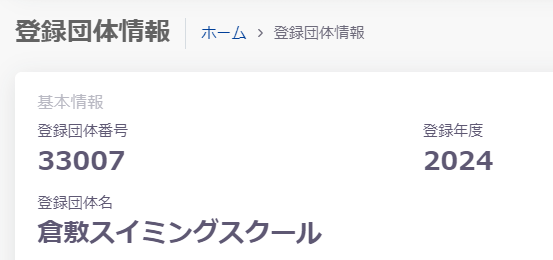 登録団体情報 ホーム > 登録団体情報
基本情報
登録団体番号 登録年度
33007 2024
登録団体名
倉敷スイミングスクール